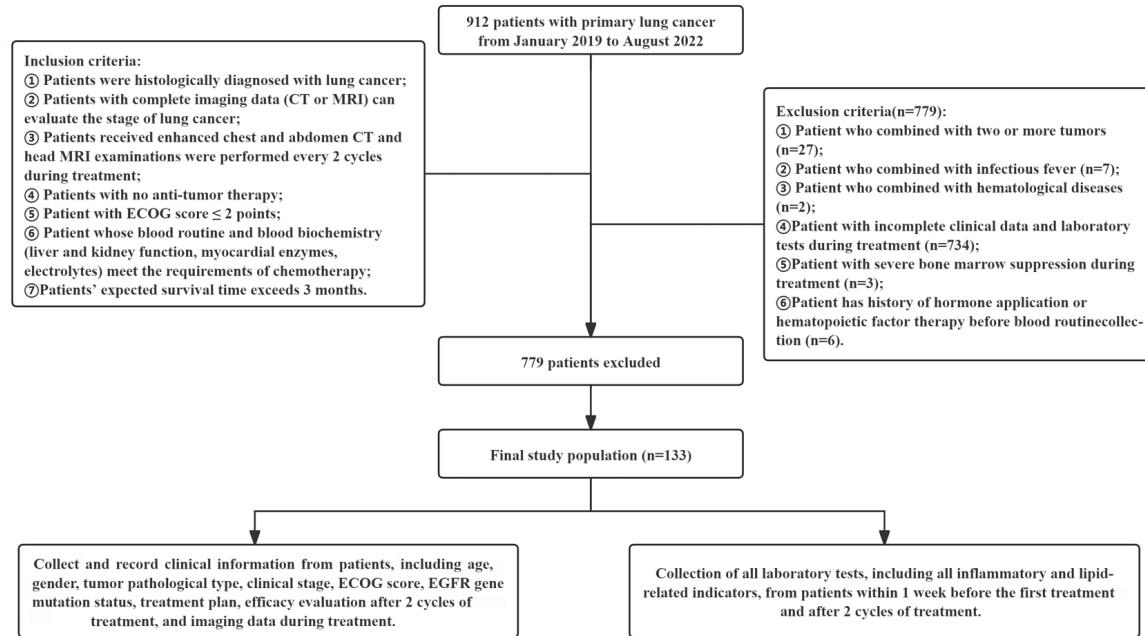 912 patients with primary lung cancer
from January 2019 to August 2022
Inclusion criteria:
① Patients were histologically diagnosed with lung cancer;
② Patients with complete imaging data (CT or MRI) can
evaluate the stage of lung cancer;
③ Patients received enhanced chest and abdomen CT and
head MRI examinations were performed every 2 cycles
during treatment;
④ Patients with no anti-tumor therapy;
⑤ Patient with ECOG score ≤ 2 points;
⑥ Patient whose blood routine and blood biochemistry
(liver and kidney function, myocardial enzymes,
electrolytes) meet the requirements of chemotherapy;
⑦Patients’ expected survival time exceeds 3 months.
Exclusion criteria(n=779):
① Patient who combined with two or more tumors
(n=27);
② Patient who combined with infectious fever (n=7);
③ Patient who combined with hematological diseases
(n=2);
④Patient with incomplete clinical data and laboratory
tests during treatment (n=734);
⑤Patient with severe bone marrow suppression during
treatment (n=3);
⑥Patient has history of hormone application or
hematopoietic factor therapy before blood routinecollec-
tion (n=6).
779 patients excluded
Final study population (n=133)
Collect and record clinical information from patients, including age,
gender, tumor pathological type, clinical stage, ECOG score, EGFR gene
mutation status, treatment plan, efficacy evaluation after 2 cycles of
treatment, and imaging data during treatment.
Collection of all laboratory tests, including all inflammatory and lipid-
related indicators, from patients within 1 week before the first treatment
and after 2 cycles of treatment.